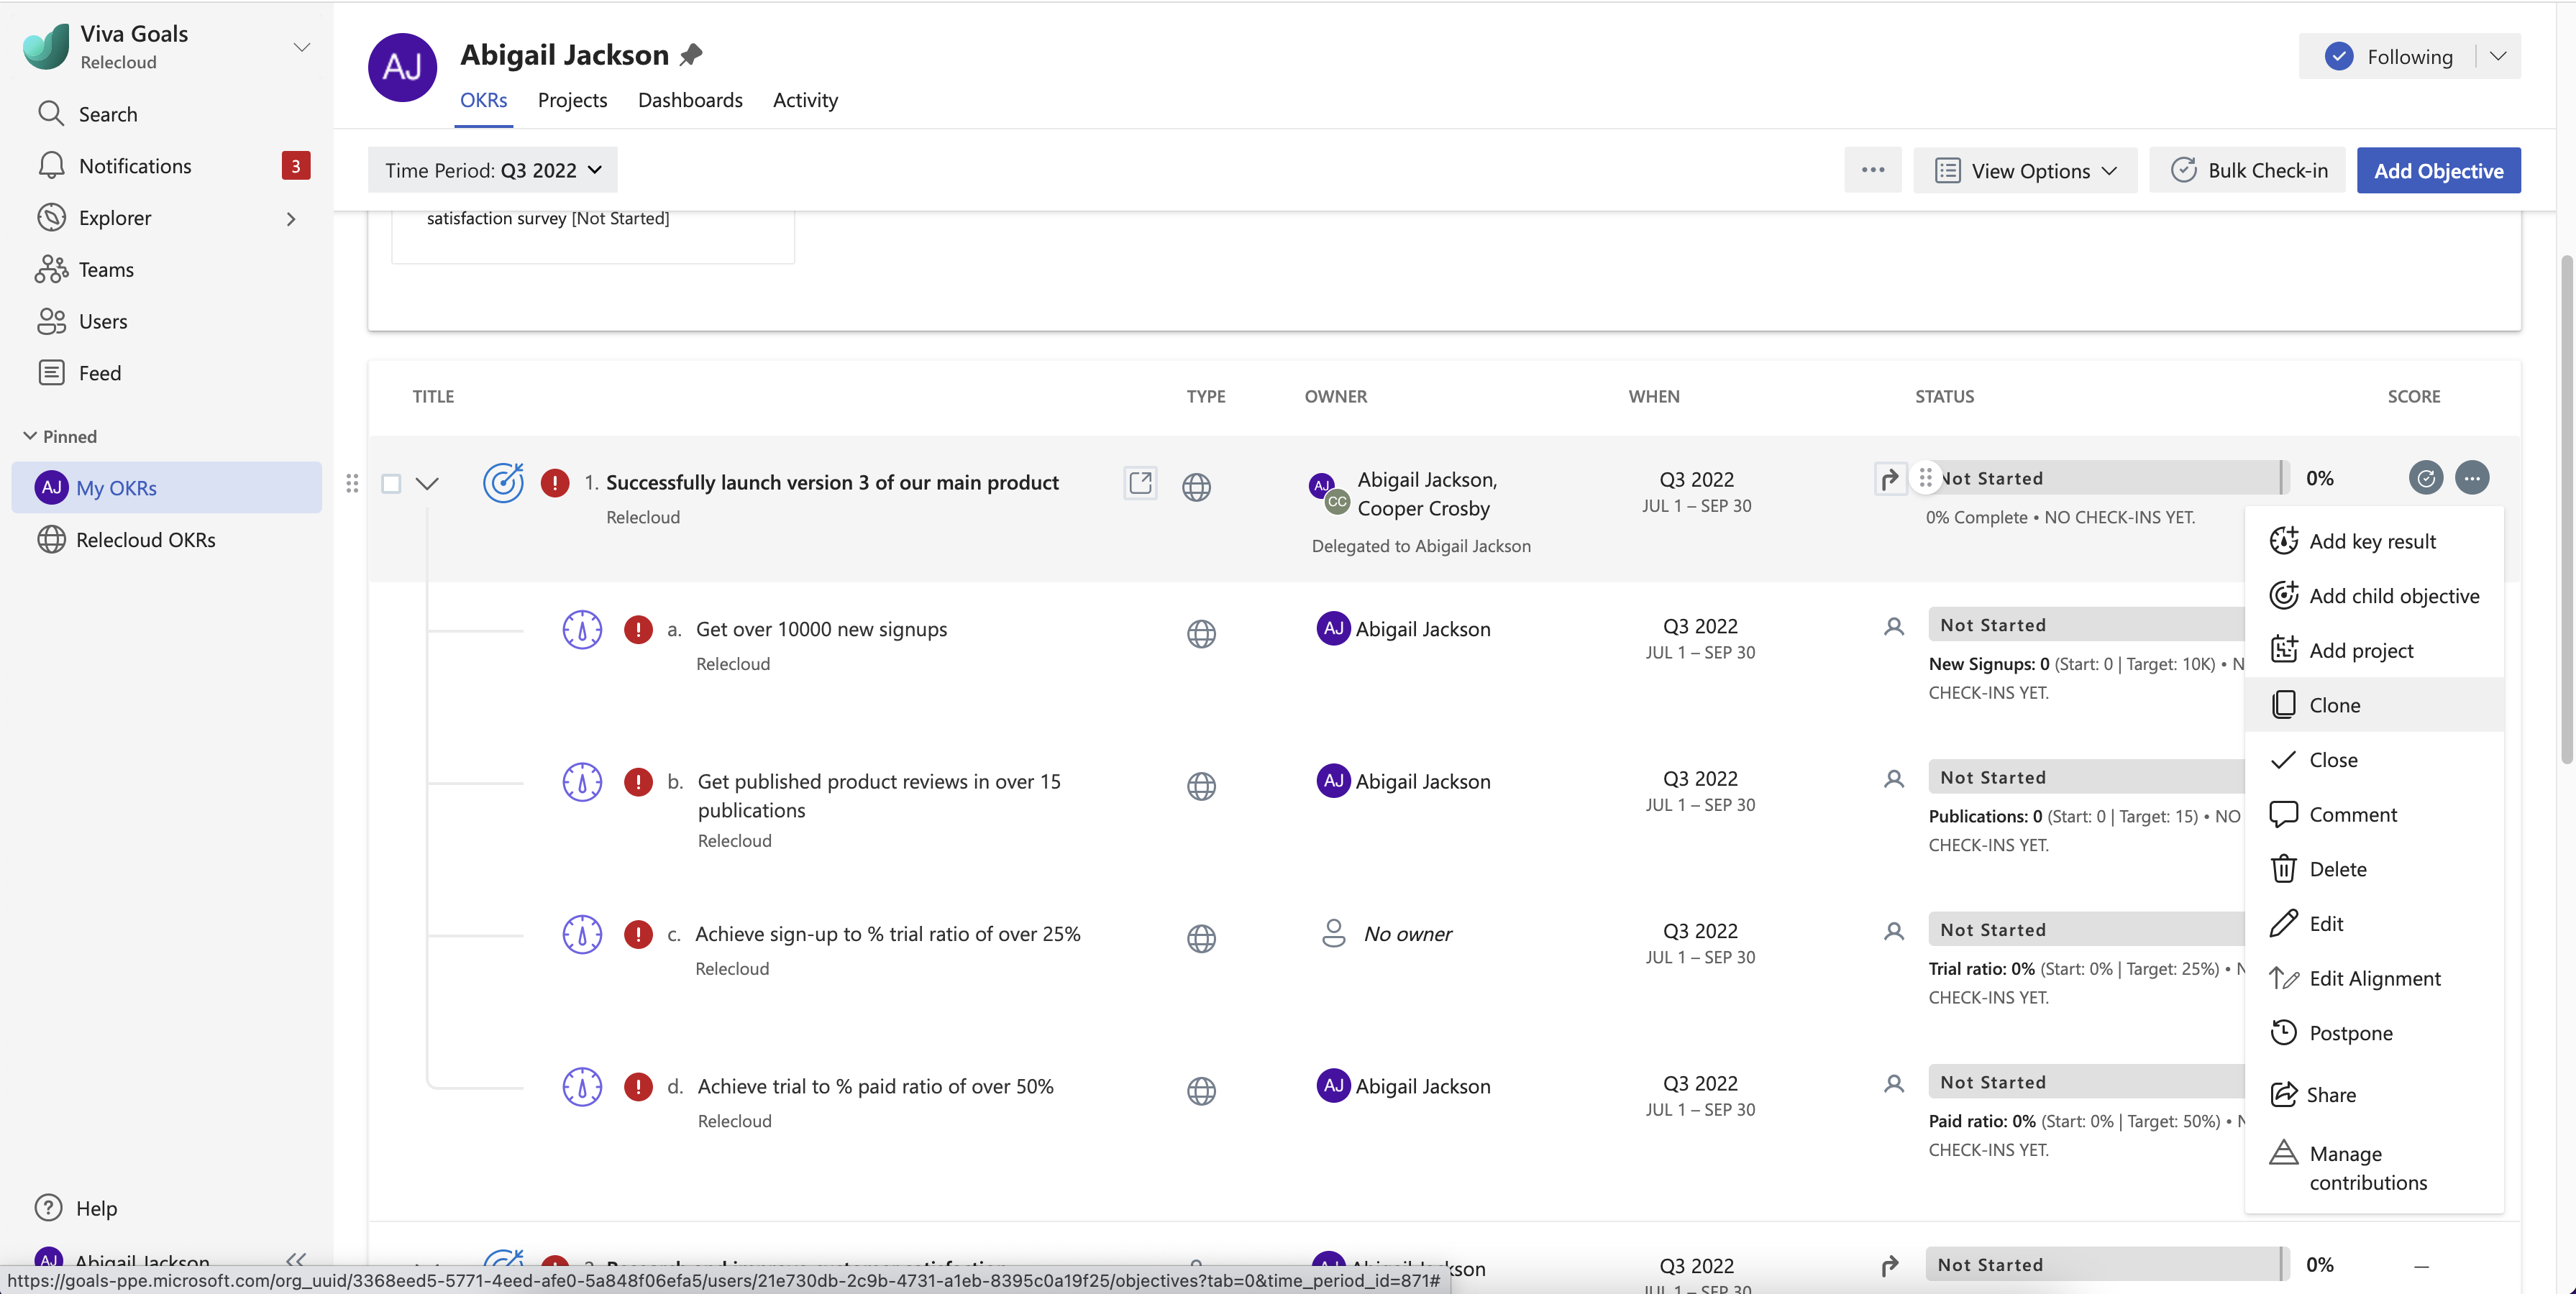 Viva Goals
Relecloud
Search
Notifications 3
Explorer
Teams
Users
Feed
Pinned
AJ My OKRs
Relecloud OKRs
Help
AJ Abigail Jackson
AJ
Abigail Jackson
OKRs Projects Dashboards Activity
Following
Time Period: Q3 2022
View Options
Bulk Check-in
Add Objective
satisfaction survey [Not Started]
TITLE TYPE OWNER WHEN STATUS SCORE
1. Successfully launch version 3 of our main product
Relecloud
AJ CC
Abigail Jackson,
Cooper Crosby
Delegated to Abigail Jackson
Q3 2022
JUL 1 – SEP 30
Not Started
0%
0% Complete • NO CHECK-INS YET.
a. Get over 10000 new signups
Relecloud
AJ Abigail Jackson
Q3 2022
JUL 1 – SEP 30
Not Started
New Signups: 0 (Start: 0 | Target: 10K) • N
CHECK-INS YET.
b. Get published product reviews in over 15
publications
Relecloud
AJ Abigail Jackson
Q3 2022
JUL 1 – SEP 30
Not Started
Publications: 0 (Start: 0 | Target: 15) • NO
CHECK-INS YET.
c. Achieve sign-up to % trial ratio of over 25%
Relecloud
No owner
Q3 2022
JUL 1 – SEP 30
Not Started
Trial ratio: 0% (Start: 0% | Target: 25%) • N
CHECK-INS YET.
d. Achieve trial to % paid ratio of over 50%
Relecloud
AJ Abigail Jackson
Q3 2022
JUL 1 – SEP 30
Not Started
Paid ratio: 0% (Start: 0% | Target: 50%) • N
CHECK-INS YET.
Add key result
Add child objective
Add project
Clone
Close
Comment
Delete
Edit
Edit Alignment
Postpone
Share
Manage
contributions
Q3 2022
JUL 1 – SEP 30
Not Started
0%
—
https://goals-ppe.microsoft.com/org_uuid/3368eed5-5771-4eed-afe0-5a848f06efa5/users/21e730db-2c9b-4731-a1eb-8395c0a19f25/objectives?tab=0&time_period_id=871#